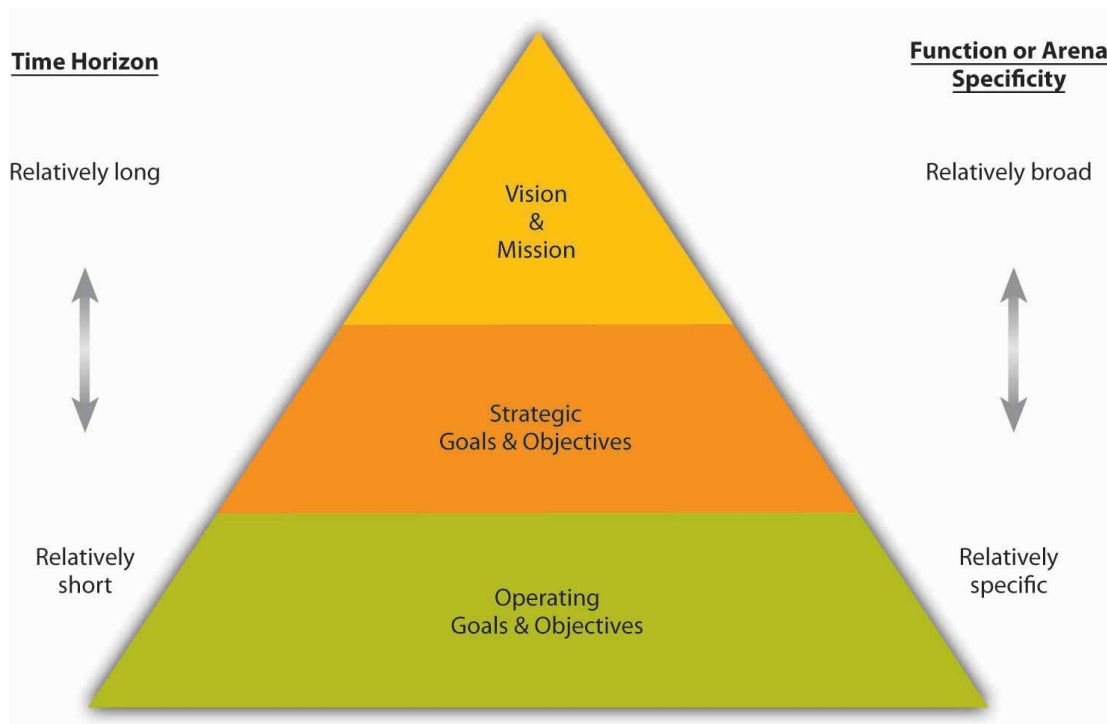 Time Horizon
Function or Arena
Specificity
Relatively long
Relatively broad
Vision
&
Mission
Strategic
Goals & Objectives
Relatively
short
Relatively
specific
Operating
Goals & Objectives